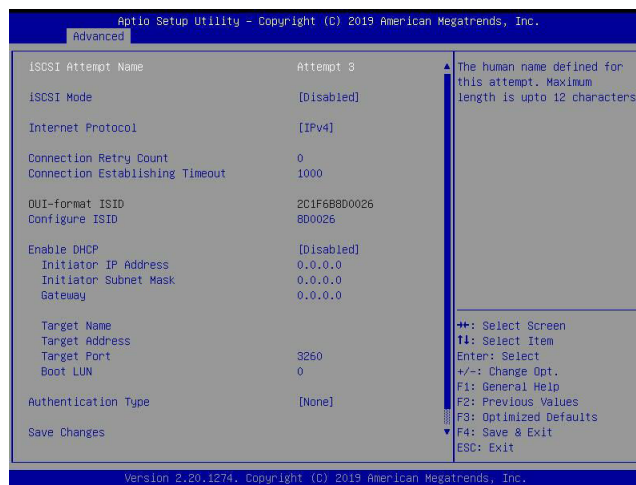 Aptio Setup Utility – Copyright (C) 2019 American Megatrends, Inc.
Advanced
iSCSI Attempt Name Attempt 3
iSCSI Mode [Disabled]
Internet Protocol [IPv4]
Connection Retry Count 0
Connection Establishing Timeout 1000
OUI-format ISID 2C1F6B8D0026
Configure ISID 8D0026
Enable DHCP [Disabled]
Initiator IP Address 0.0.0.0
Initiator Subnet Mask 0.0.0.0
Gateway 0.0.0.0
Target Name
Target Address
Target Port 3260
Boot LUN 0
Authentication Type [None]
Save Changes
The human name defined for
this attempt. Maximum
length is upto 12 characters
→←: Select Screen
↑↓: Select Item
Enter: Select
+/-: Change Opt.
F1: General Help
F2: Previous Values
F3: Optimized Defaults
F4: Save & Exit
ESC: Exit
Version 2.20.1274. Copyright (C) 2019 American Megatrends, Inc.